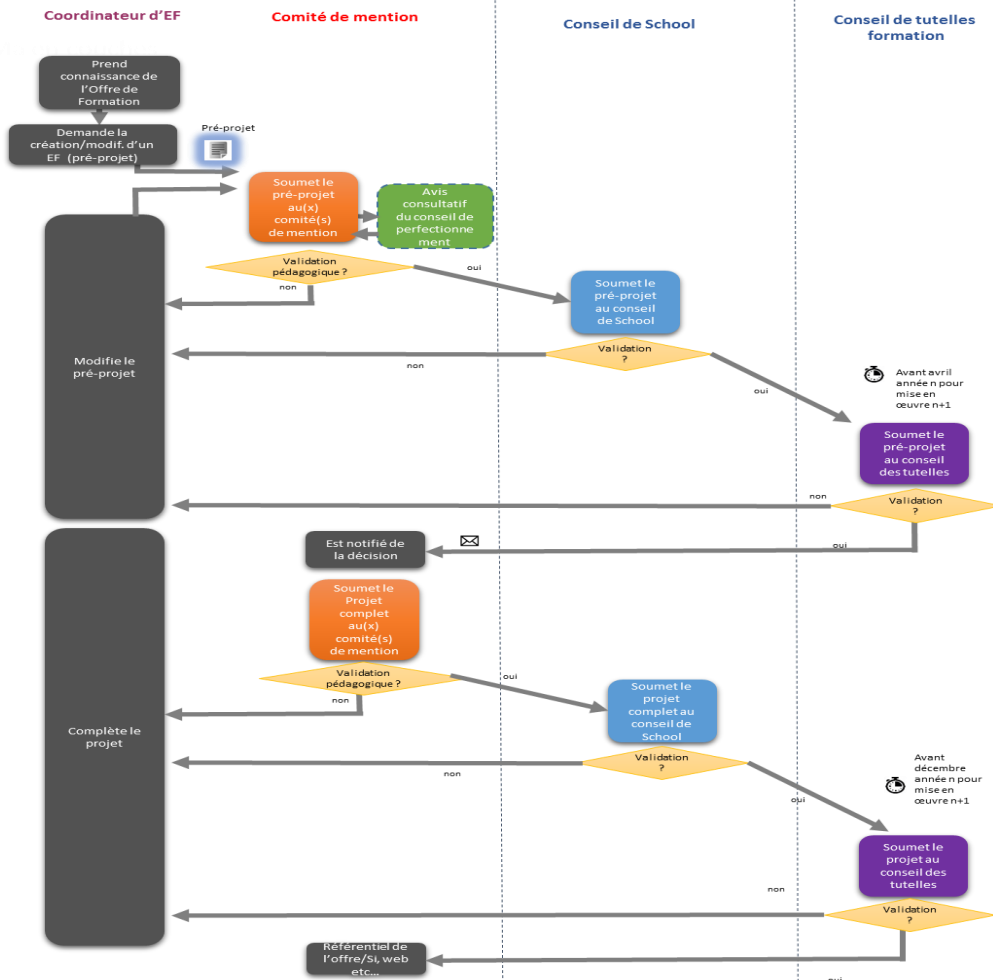 Coordinateur d'EF
Comité de mention
Conseil de School
Conseil de tutelles
formation
Prend
connaissance de
l'Offre de
Formation
Demande la
création/modif. d'un
EF (pré-projet)
Pré-projet
Soumet le
pré-projet
au(x)
comité(s)
de mention
Avis
consultatif
du conseil de
perfectionne
ment
Validation
pédagogique ?
oui
non
Soumet le
pré-projet
au conseil
de School
Modifie le
pré-projet
Validation
?
non
oui
Avant avril
année n pour
mise en
œuvre n+1
Soumet le
pré-projet
au conseil
des tutelles
non
Validation
?
oui
Est notifié de
la décision
Soumet le
Projet
complet
au(x)
comité(s)
de mention
Validation
pédagogique ?
oui
non
Soumet le
projet
complet au
conseil de
School
Complète le
projet
Validation
?
non
oui
Avant
décembre
année n pour
mise en
œuvre n+1
Soumet le
projet au
conseil des
tutelles
non
Validation
?
Référentiel de
l'offre/Si, web
etc...
oui